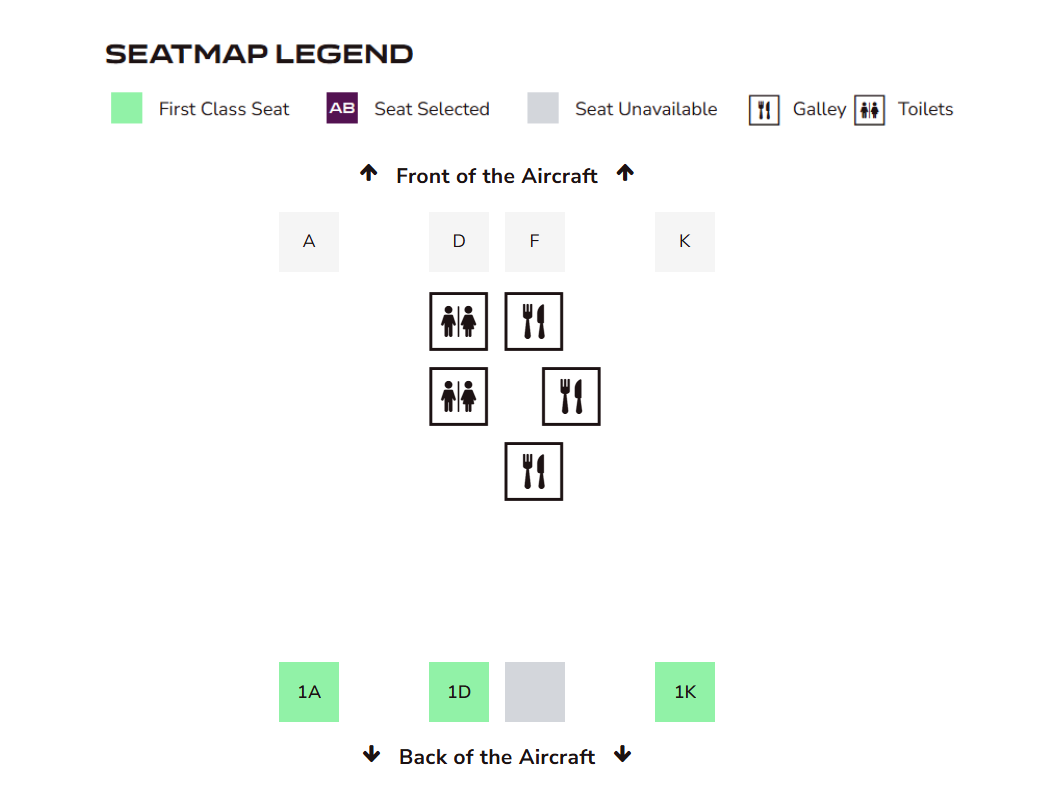 SEATMAP LEGEND
First Class Seat AB Seat Selected Seat Unavailable Galley Toilets
Front of the Aircraft
A D F K
1A 1D 1K
Back of the Aircraft